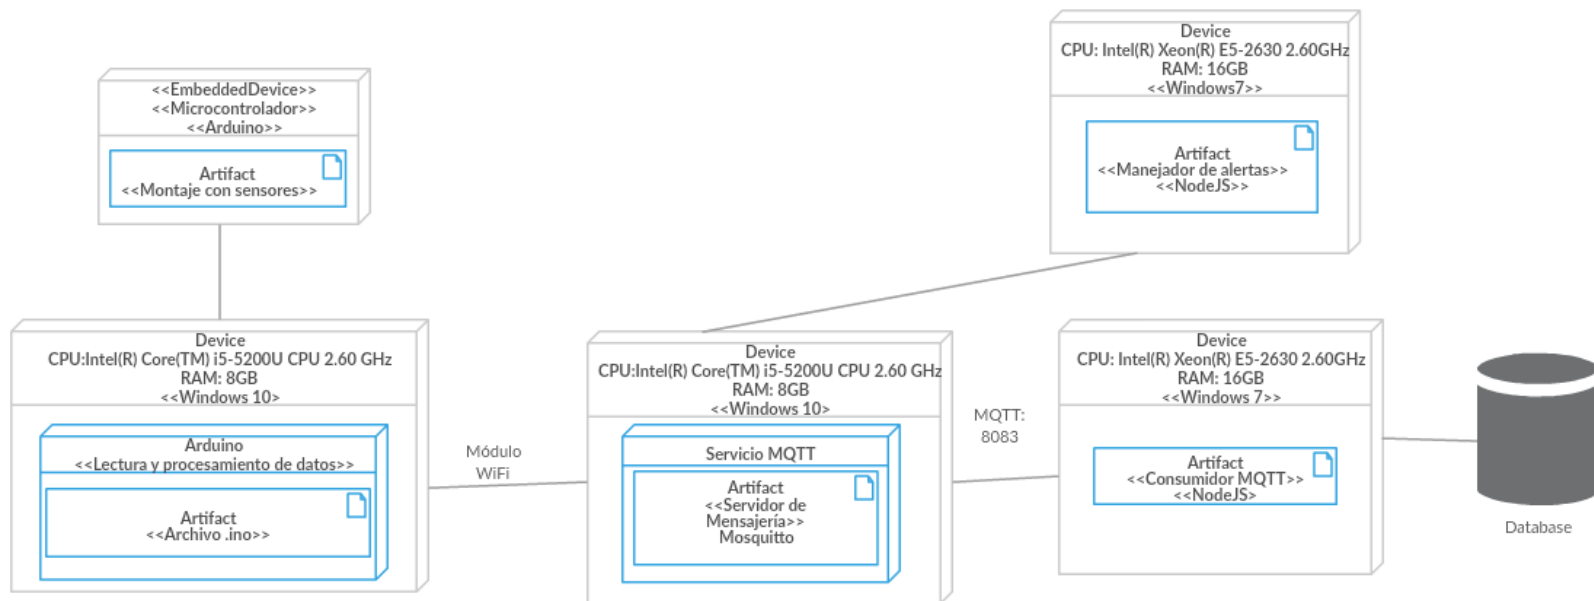 <<EmbeddedDevice>>
<<Microcontrolador>>
<<Arduino>>
Artifact
<<Montaje con sensores>>
Device
CPU: Intel(R) Xeon(R) E5-2630 2.60GHz
RAM: 16GB
<<Windows7>>
Artifact
<<Manejador de alertas>>
<<NodeJS>>
Device
CPU:Intel(R) Core(TM) i5-5200U CPU 2.60 GHz
RAM: 8GB
<<Windows 10>
Arduino
<<Lectura y procesamiento de datos>>
Artifact
<<Archivo .ino>>
Módulo
WiFi
Device
CPU:Intel(R) Core(TM) i5-5200U CPU 2.60 GHz
RAM: 8GB
<<Windows 10>
Servicio MQTT
Artifact
<<Servidor de
Mensajería>>
Mosquitto
MQTT:
8083
Device
CPU: Intel(R) Xeon(R) E5-2630 2.60GHz
RAM: 16GB
<<Windows 7>>
Artifact
<<Consumidor MQTT>>
<<NodeJS>
Database